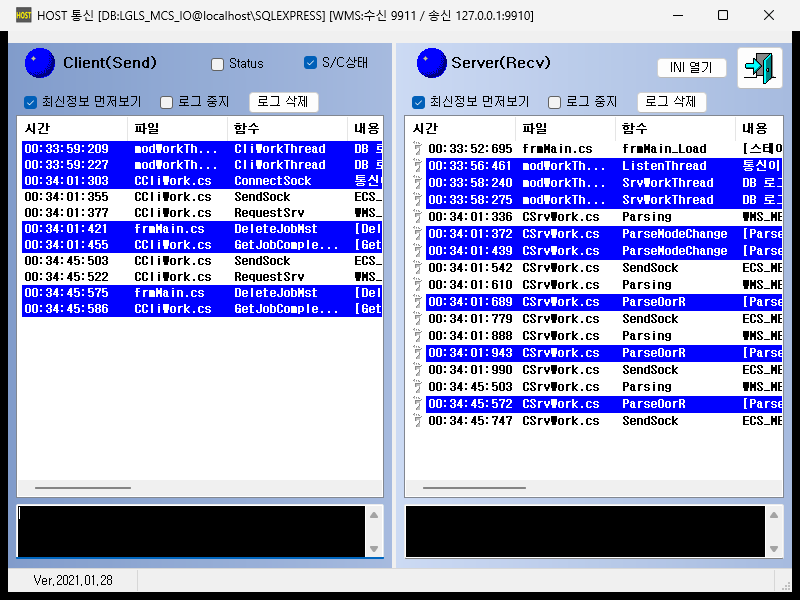 HOST 통신 [DB:LGLS_MCS_IO@localhost\SQLEXPRESS] [WMS:수신 9911 / 송신 127.0.0.1:9910]
Client(Send) Status S/C상태
최신정보 먼저보기 로그 중지 로그 삭제
시간 파일 함수 내용
00:33:59:209 modWorkTh... CliWorkThread DB 로
00:33:59:227 modWorkTh... CliWorkThread DB 로
00:34:01:303 CCliWork.cs ConnectSock 통신
00:34:01:355 CCliWork.cs SendSock ECS_
00:34:01:377 CCliWork.cs RequestSrv WMS_
00:34:01:421 frmMain.cs DeleteJobMst [Del
00:34:01:455 CCliWork.cs GetJobComple... [Get
00:34:45:503 CCliWork.cs SendSock ECS_
00:34:45:522 CCliWork.cs RequestSrv WMS_
00:34:45:575 frmMain.cs DeleteJobMst [Del
00:34:45:586 CCliWork.cs GetJobComple... [Get
Server(Recv) INI 열기
최신정보 먼저보기 로그 중지 로그 삭제
시간 파일 함수 내용
00:33:52:695 frmMain.cs frmMain_Load [스테이
00:33:56:461 modWorkTh... ListenThread 통신이
00:33:58:240 modWorkTh... SrvWorkThread DB 로그
00:33:58:275 modWorkTh... SrvWorkThread DB 로그
00:34:01:336 CSrvWork.cs Parsing WMS_ME
00:34:01:372 CSrvWork.cs ParseModeChange [Parse
00:34:01:439 CSrvWork.cs ParseModeChange [Parse
00:34:01:542 CSrvWork.cs SendSock ECS_ME
00:34:01:610 CSrvWork.cs Parsing WMS_ME
00:34:01:689 CSrvWork.cs ParseOorR [Parse
00:34:01:779 CSrvWork.cs SendSock ECS_ME
00:34:01:888 CSrvWork.cs Parsing WMS_ME
00:34:01:943 CSrvWork.cs ParseOorR [Parse
00:34:01:990 CSrvWork.cs SendSock ECS_ME
00:34:45:503 CSrvWork.cs Parsing WMS_ME
00:34:45:572 CSrvWork.cs ParseOorR [Parse
00:34:45:747 CSrvWork.cs SendSock ECS_ME
Ver.2021.01.28